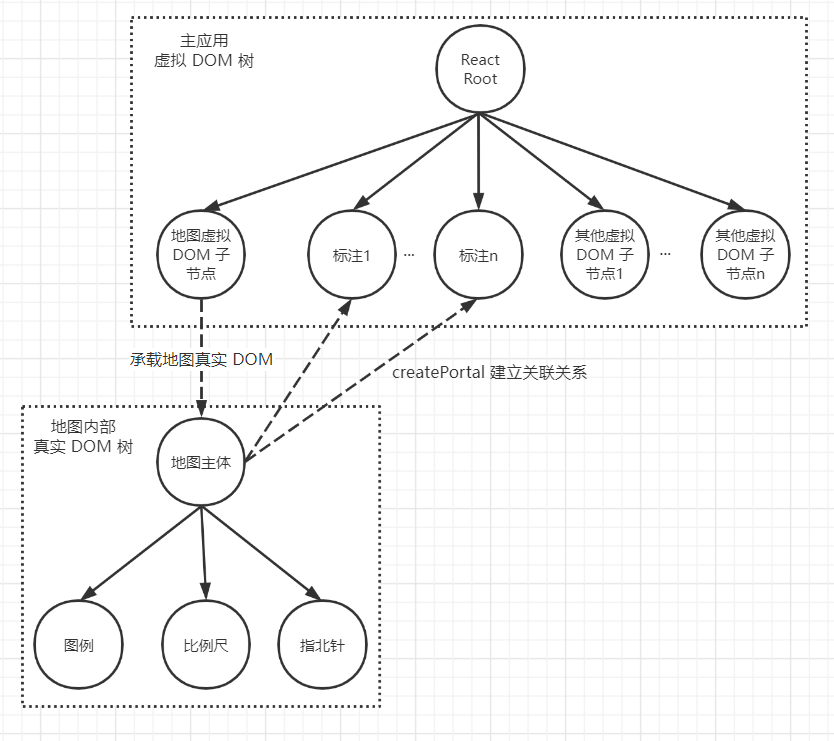 主应用
虚拟 DOM 树
React
Root
地图虚拟
DOM 子
节点
标注1
...
标注n
其他虚拟
DOM 子
节点1
...
其他虚拟
DOM 子
节点n
承载地图真实 DOM
createPortal 建立关联关系
地图内部
真实 DOM 树
地图主体
图例
比例尺
指北针